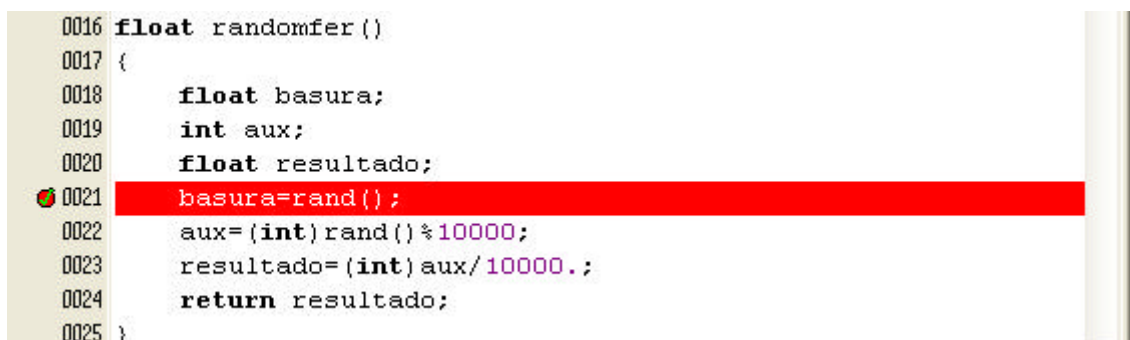 0016 float randomfer()
0017 {
0018 float basura;
0019 int aux;
0020 float resultado;
0021 basura=rand();
0022 aux=(int)rand()%10000;
0023 resultado=(int)aux/10000.;
0024 return resultado;
0025 }